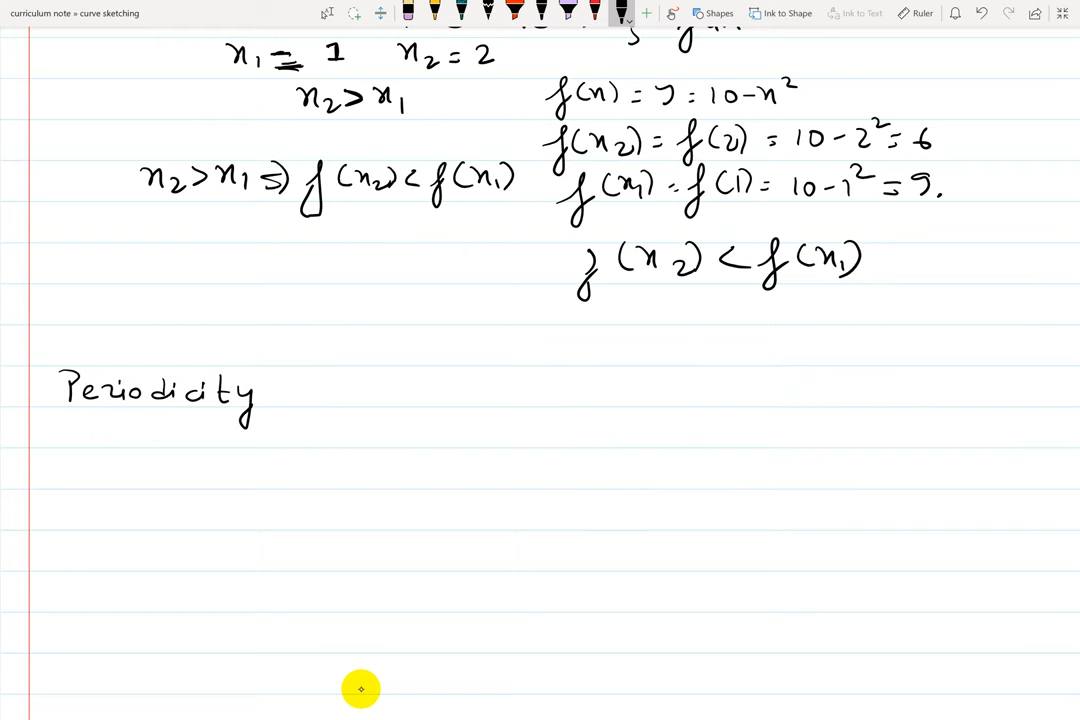 curriculum note » curve sketching
Shapes Ink to Shape Ink to Text Ruler
x₁ = 1 x₂ = 2
x₂ > x₁
f(x) = y = 10 - x²
f(x₂) = f(2) = 10 - 2² = 6
x₂ > x₁ => f(x₂) < f(x₁)
f(x₁) = f(1) = 10 - 1² = 9.
f(x₂) < f(x₁)
Periodicity